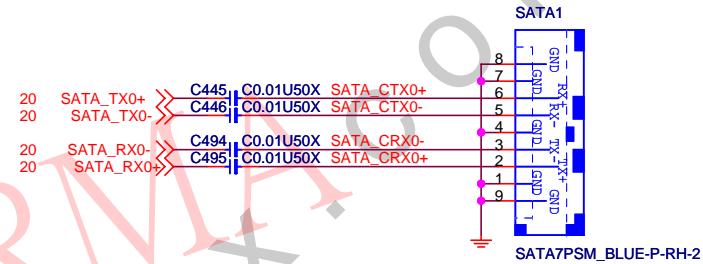 SATA1
8 GND
7 GND
20 SATA_TX0+ C445 C0.01U50X SATA_CTX0+ 6 RX+
20 SATA_TX0- C446 C0.01U50X SATA_CTX0- 5 RX-
4 GND
20 SATA_RX0- C494 C0.01U50X SATA_CRX0- 3 TX-
20 SATA_RX0+ C495 C0.01U50X SATA_CRX0+ 2 TX+
1 GND
9 GND
SATA7PSM_BLUE-P-RH-2
RMA